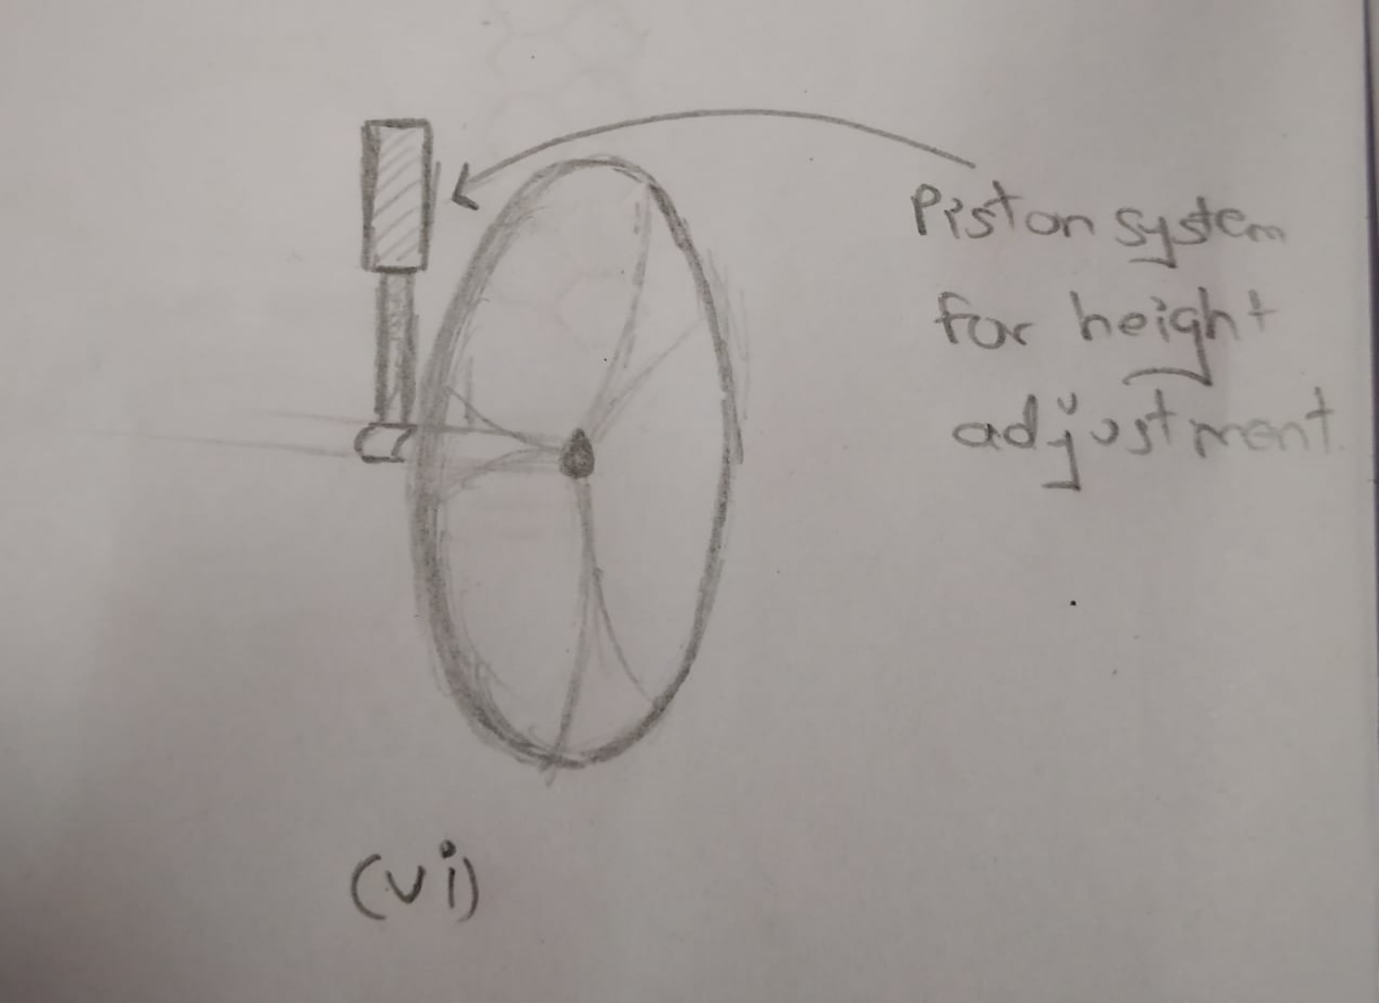 Piston system
for height
adjustment.
(vi)